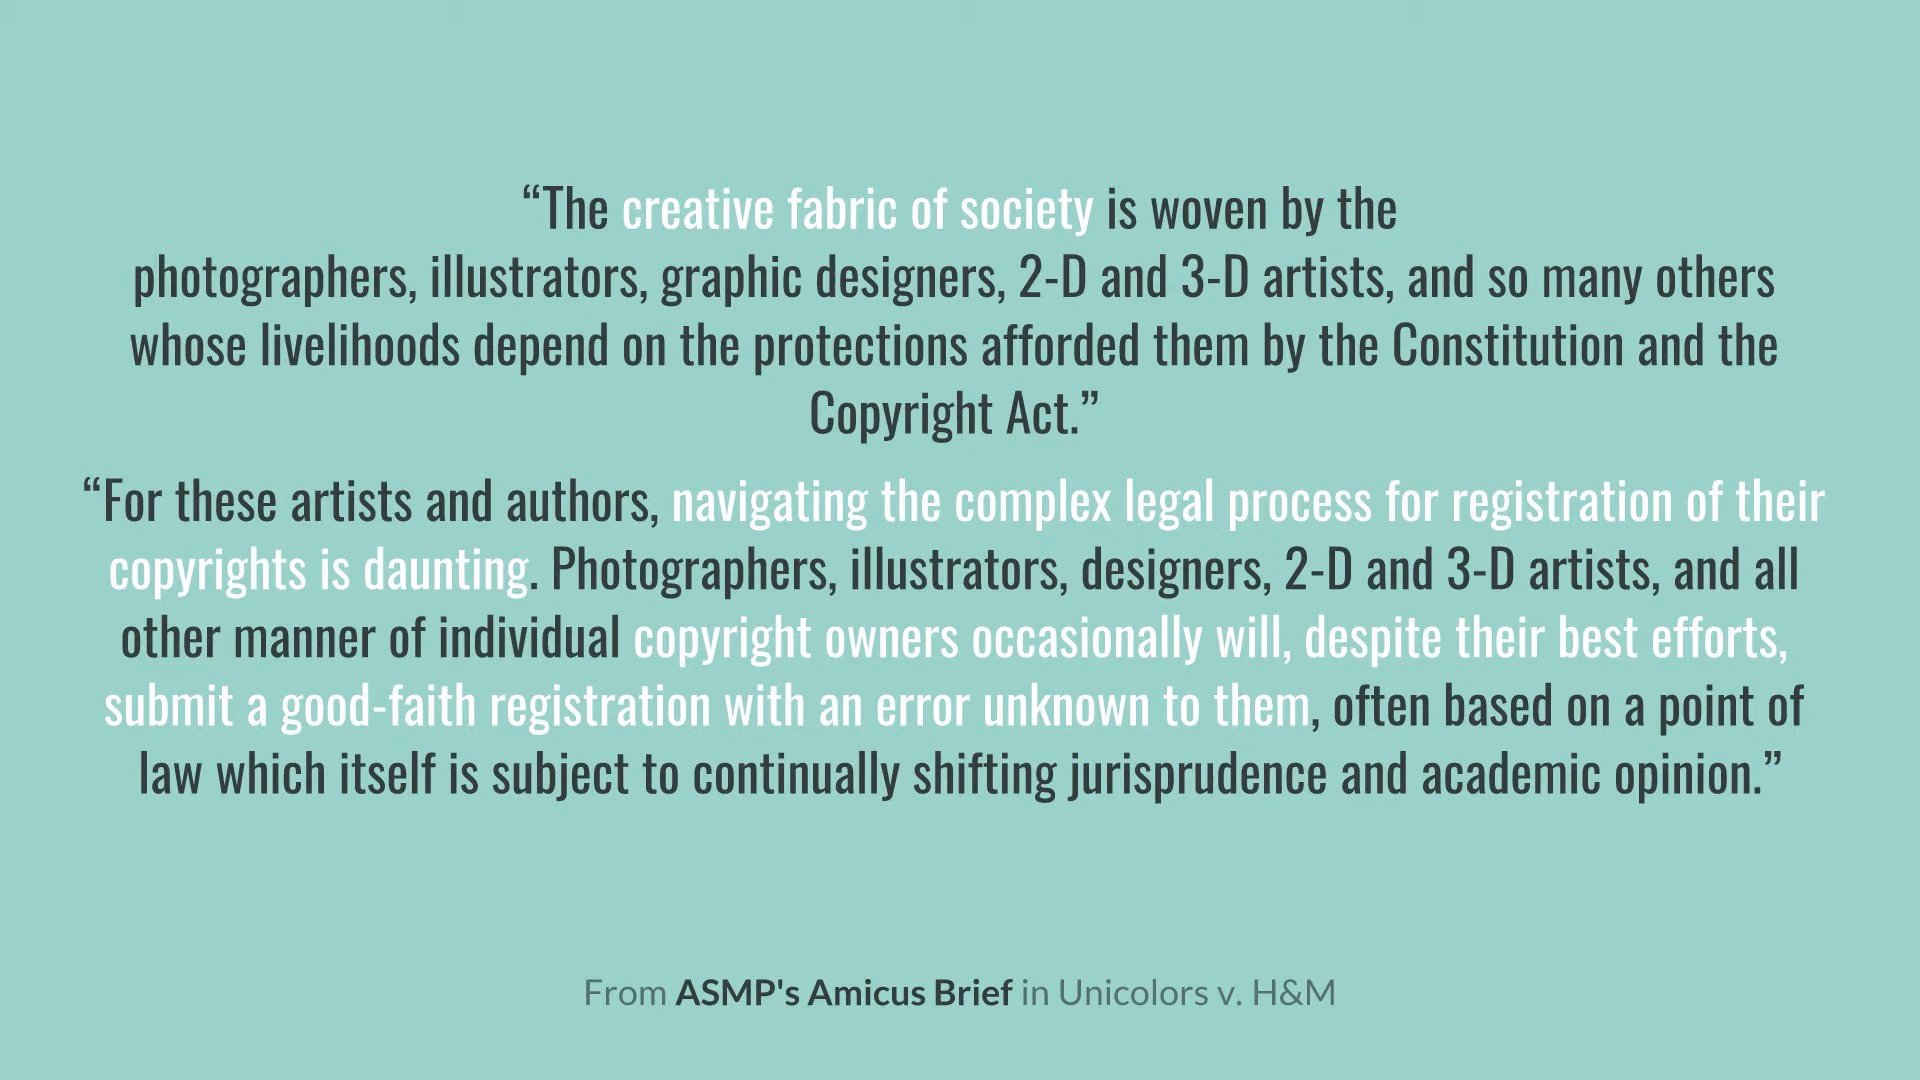 “The creative fabric of society is woven by the
photographers, illustrators, graphic designers, 2-D and 3-D artists, and so many others
whose livelihoods depend on the protections afforded them by the Constitution and the
Copyright Act.”
“For these artists and authors, navigating the complex legal process for registration of their
copyrights is daunting. Photographers, illustrators, designers, 2-D and 3-D artists, and all
other manner of individual copyright owners occasionally will, despite their best efforts,
submit a good-faith registration with an error unknown to them, often based on a point of
law which itself is subject to continually shifting jurisprudence and academic opinion.”
From ASMP's Amicus Brief in Unicolors v. H&M